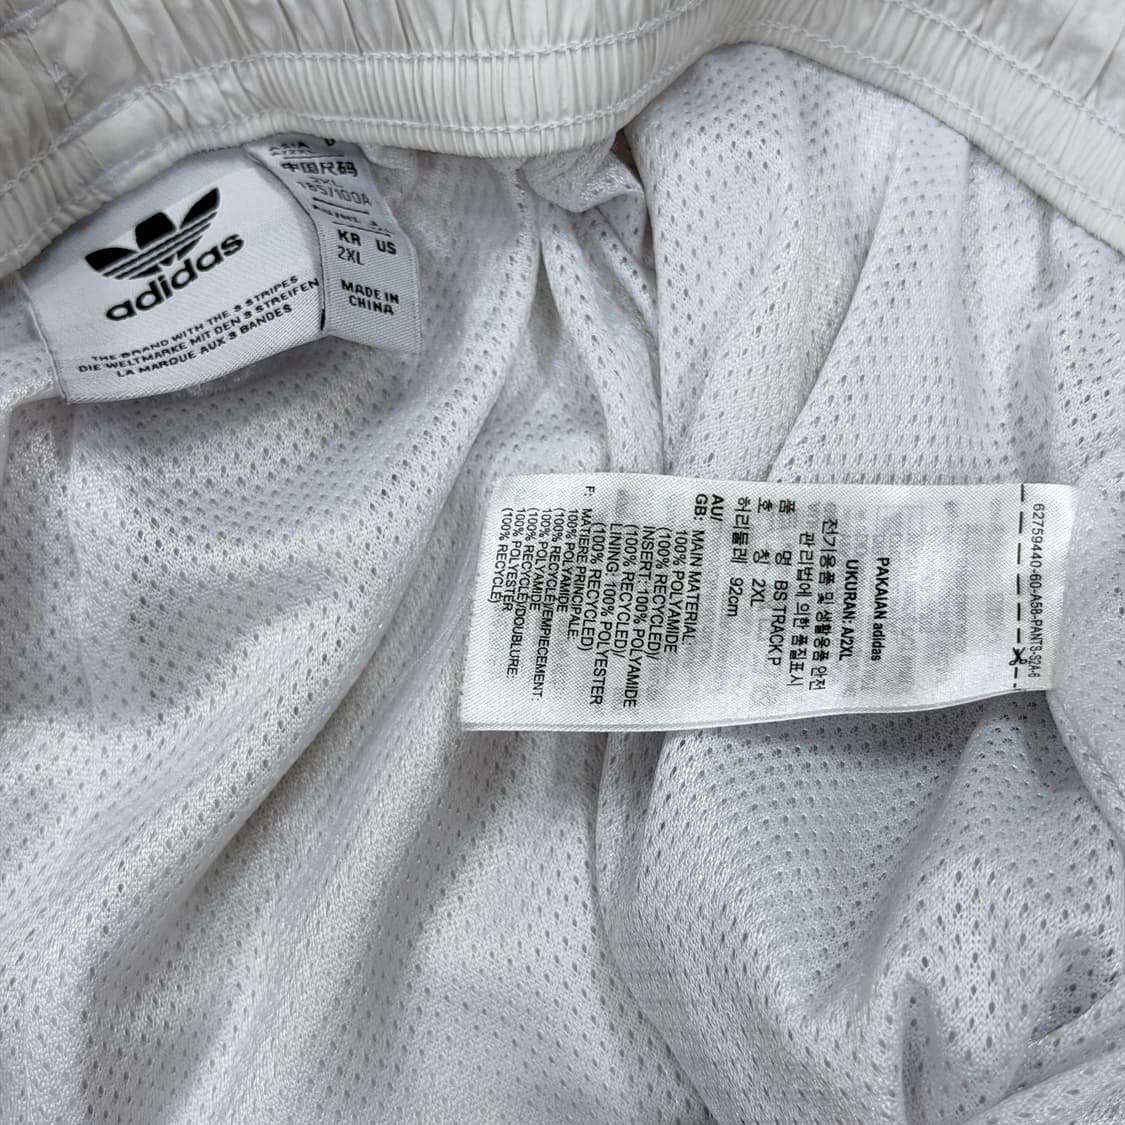 adidas
THE BRAND WITH THE 3 STRIPES
DIE WELTMARKE MIT DEN 3 STREIFEN
LA MARQUE AUX 3 BANDES
ASIA
A/2XL
中国尺码
2XL
185/100A
KR US
2XL
MADE IN
CHINA
62759440-60-A58-PANTS-S2A-6
PAKAIAN adidas
UKURAN: A/2XL
전기용품 및 생활용품 안전
관리법에 의한 품질표시
품 명 BS TRACK P
호 칭 2XL
허리둘레 92cm
AU/
GB: MAIN MATERIAL:
100% POLYAMIDE
(100% RECYCLED)/
INSERT: 100% POLYAMIDE
(100% RECYCLED)/
LINING: 100% POLYESTER
(100% RECYCLED)
F: MATIERE PRINCIPALE:
100% POLYAMIDE
(100% RECYCLE)/EMPIECEMENT:
100% POLYAMIDE
(100% RECYCLE)/DOUBLURE:
100% POLYESTER
(100% RECYCLE)